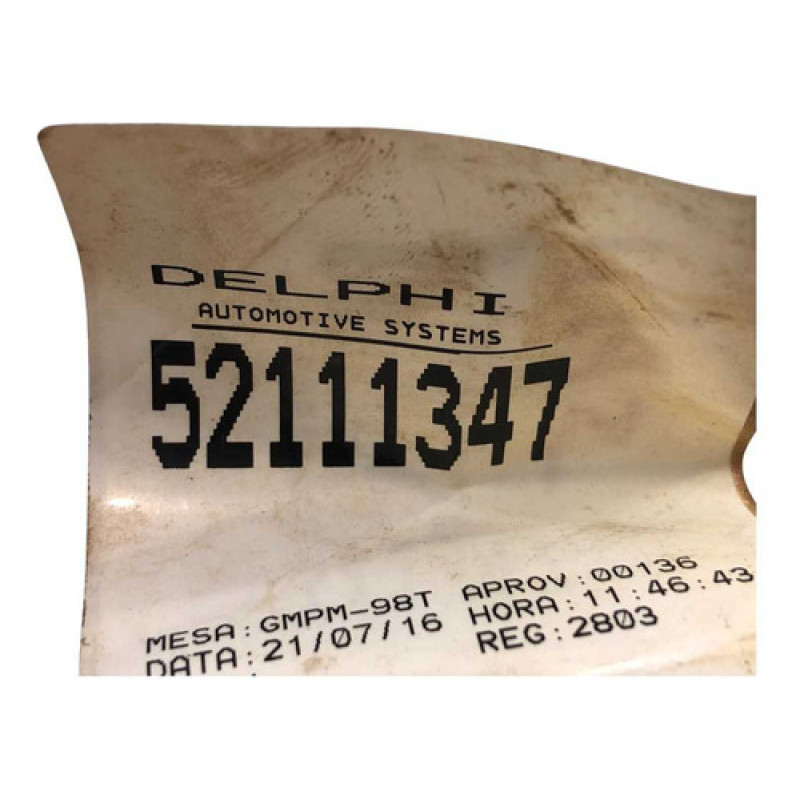 DELPHI
AUTOMOTIVE SYSTEMS
52111347
MESA:GMPM-98T APROV:00136
DATA:21/07/16 HORA:11:46:43
REG:2803